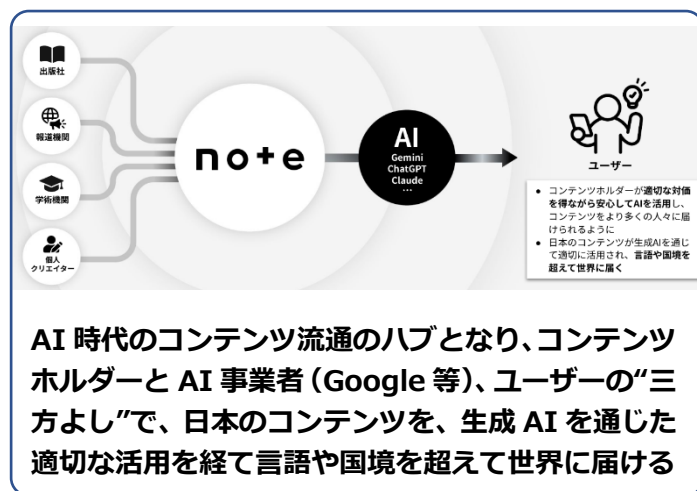 出版社
報道機関
学術機関
個人
クリエイター
note
AI
Gemini
ChatGPT
Claude
…
ユーザー
● コンテンツホルダーが適切な対価
を得ながら安心してAIを活用し、
コンテンツをより多くの人々に届
けられるように
● 日本のコンテンツが生成AIを通じ
て適切に活用され、言語や国境を
超えて世界に届く
AI 時代のコンテンツ流通のハブとなり、コンテンツ
ホルダーと AI 事業者（Google 等）、ユーザーの“三
方よし”で、日本のコンテンツを、生成 AI を通じた
適切な活用を経て言語や国境を超えて世界に届ける